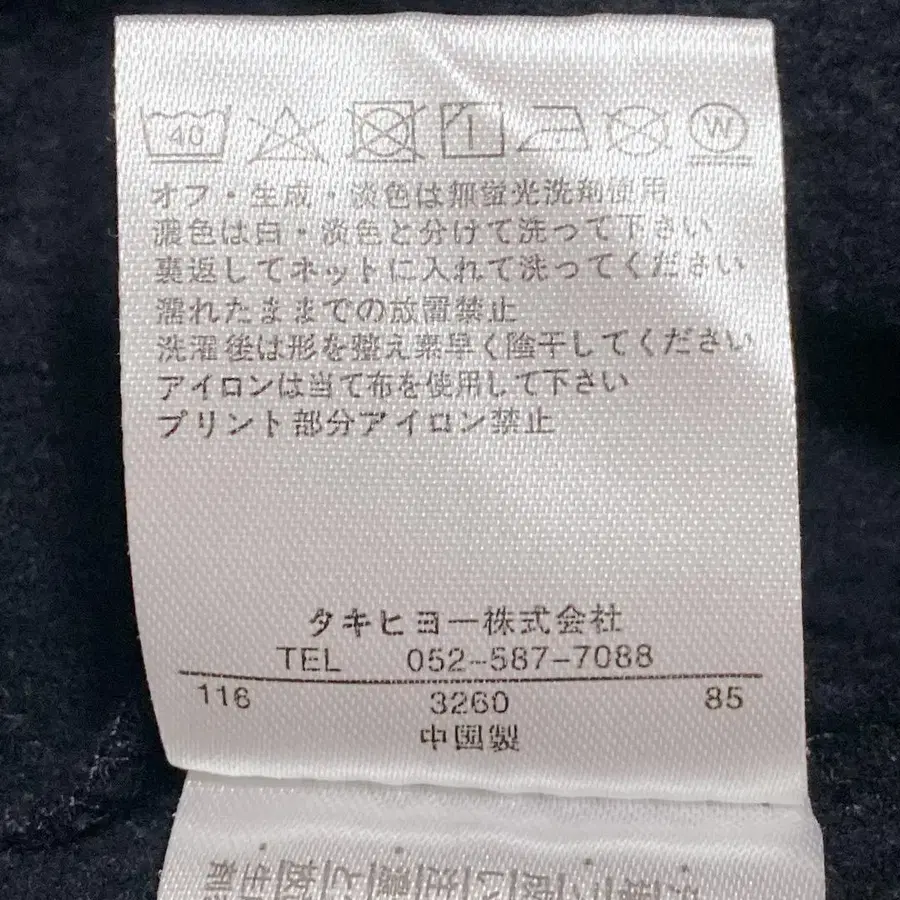 40 W
オフ・生成・淡色は無蛍光洗剤使用
濃色は白・淡色と分けて洗って下さい
裏返してネットに入れて洗ってください
濡れたままでの放置禁止
洗濯後は形を整え素早く陰干してください
アイロンは当て布を使用して下さい
プリント部分アイロン禁止
タキヒヨー株式会社
TEL 052-587-7088
116 3260 85
中国製